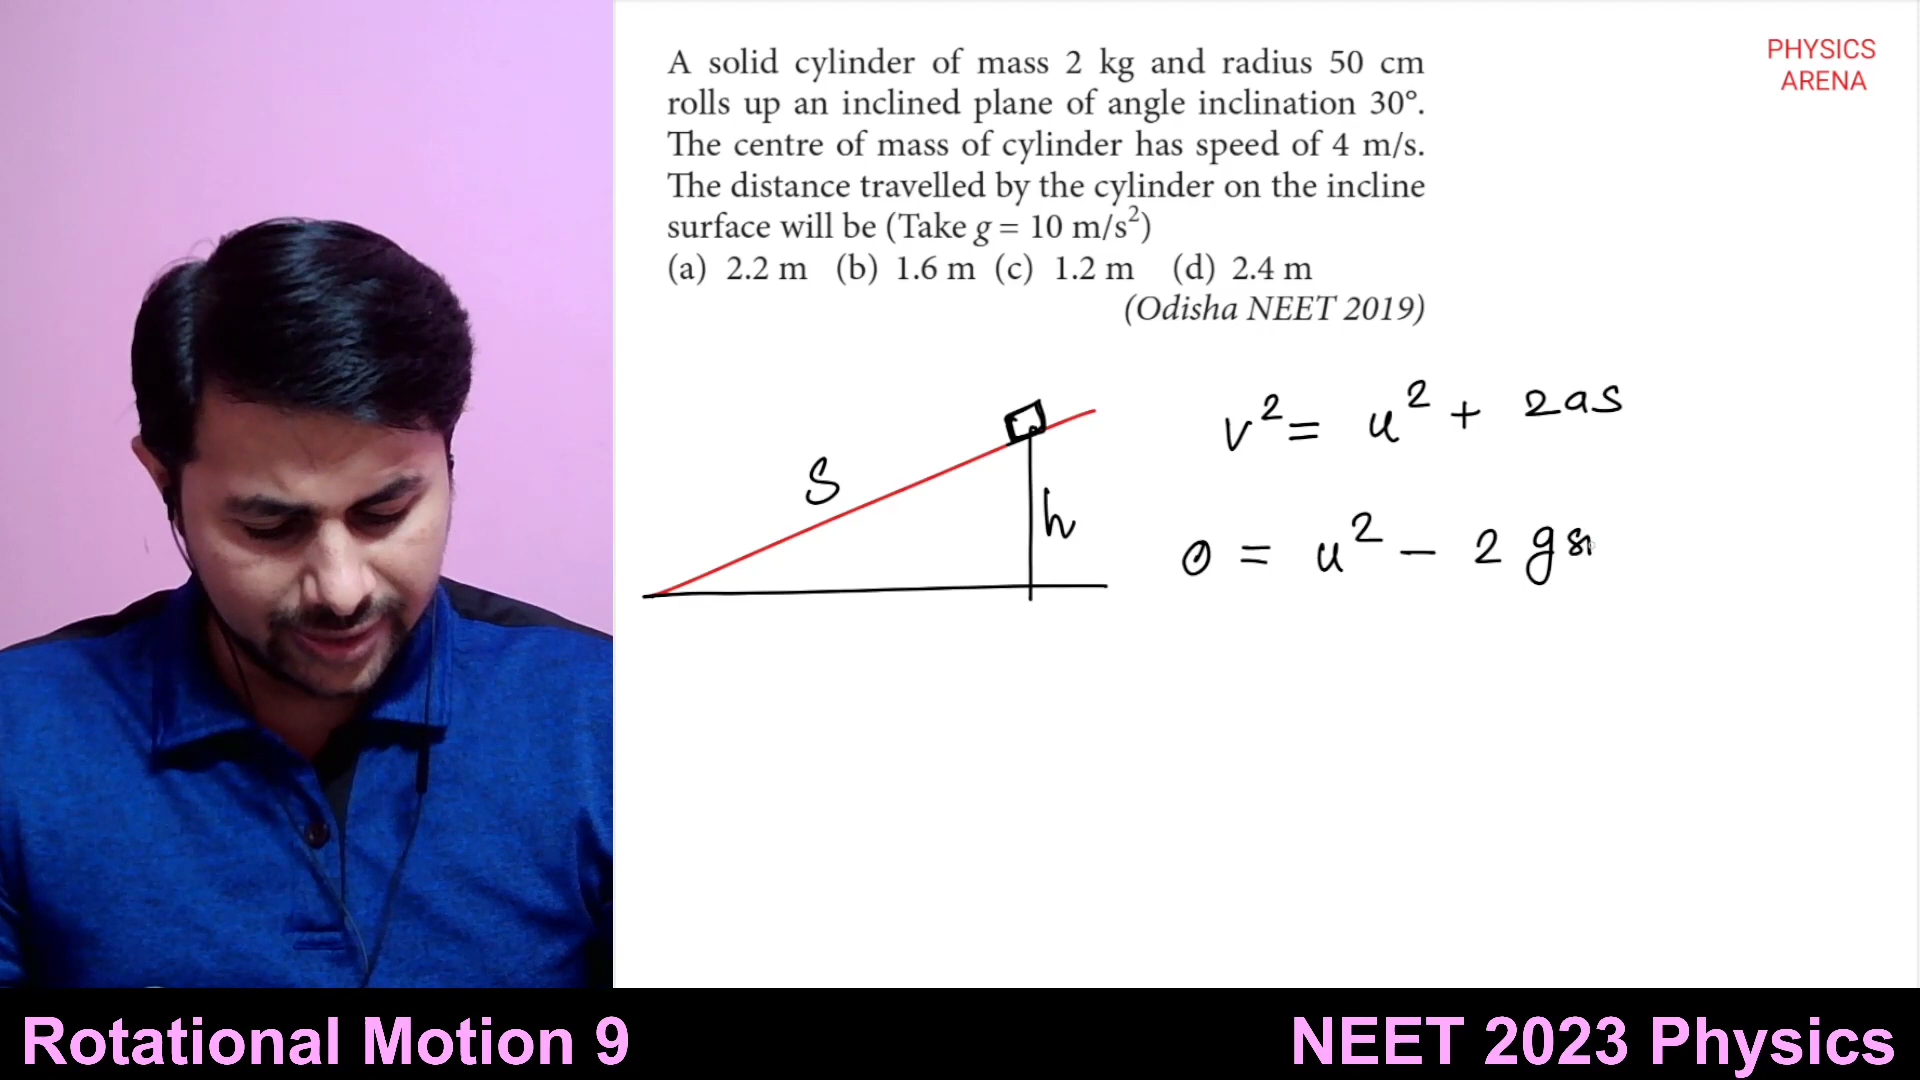 A solid cylinder of mass 2 kg and radius 50 cm
rolls up an inclined plane of angle inclination 30°.
The centre of mass of cylinder has speed of 4 m/s.
The distance travelled by the cylinder on the incline
surface will be (Take g = 10 m/s²)
(a) 2.2 m (b) 1.6 m (c) 1.2 m (d) 2.4 m
(Odisha NEET 2019)
PHYSICS
ARENA
S
h
v² = u² + 2as
0 = u² − 2 g si
Rotational Motion 9
NEET 2023 Physics